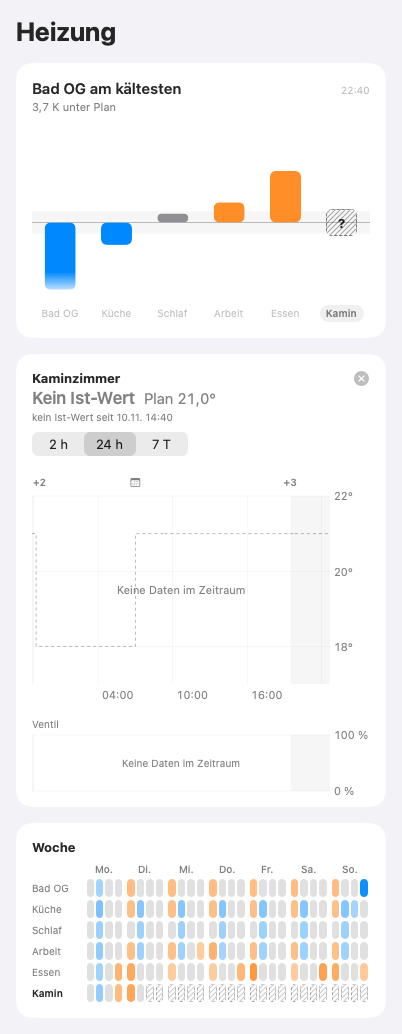 Heizung
Bad OG am kältesten 22:40
3,7 K unter Plan
?
Bad OG Küche Schlaf Arbeit Essen Kamin
Kaminzimmer
Kein Ist-Wert Plan 21,0°
kein Ist-Wert seit 10.11. 14:40
2 h 24 h 7 T
+2 +3
22°
20°
Keine Daten im Zeitraum
18°
04:00 10:00 16:00
Ventil
100 %
Keine Daten im Zeitraum
0 %
Woche
Mo. Di. Mi. Do. Fr. Sa. So.
Bad OG
Küche
Schlaf
Arbeit
Essen
Kamin